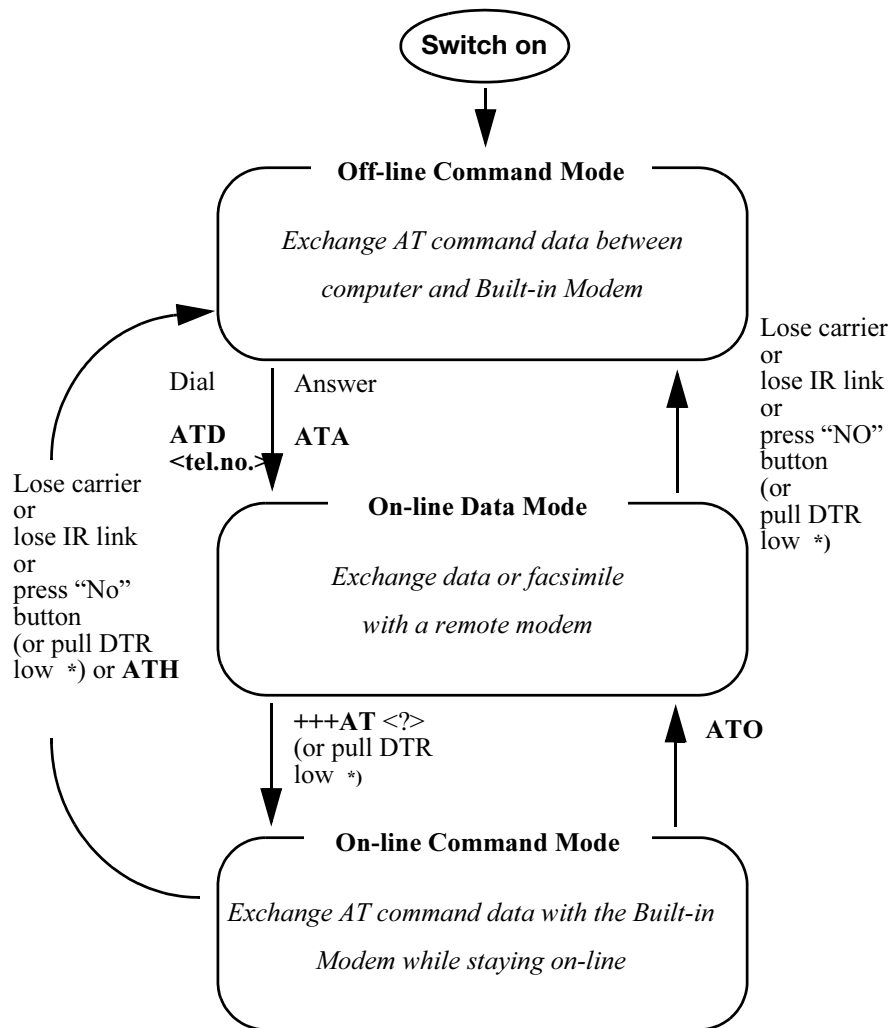 Switch on
Off-line Command Mode
Exchange AT command data between
computer and Built-in Modem
Dial
ATD
<tel.no.>
Answer
ATA
Lose carrier
or
lose IR link
or
press “NO”
button
(or
pull DTR
low *)
Lose carrier
or
lose IR link
or
press “No”
button
(or pull DTR
low *) or ATH
On-line Data Mode
Exchange data or facsimile
with a remote modem
+++AT <?>
(or pull DTR
low *)
ATO
On-line Command Mode
Exchange AT command data with the Built-in
Modem while staying on-line